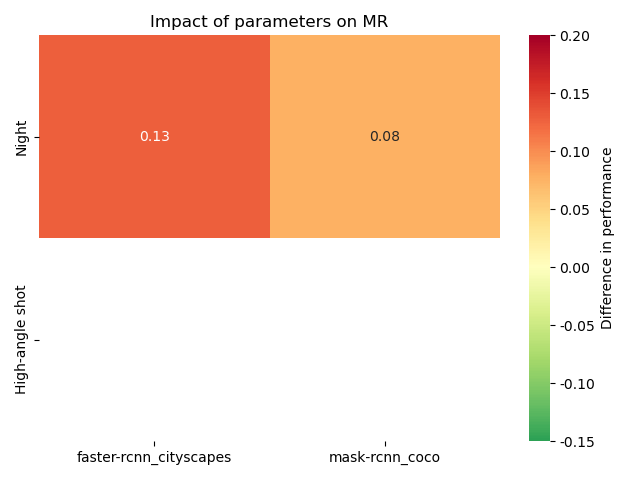 Impact of parameters on MR
Night
0.13
0.08
High-angle shot
faster-rcnn_cityscapes
mask-rcnn_coco
0.20
0.15
0.10
0.05
0.00
-0.05
-0.10
-0.15
Difference in performance